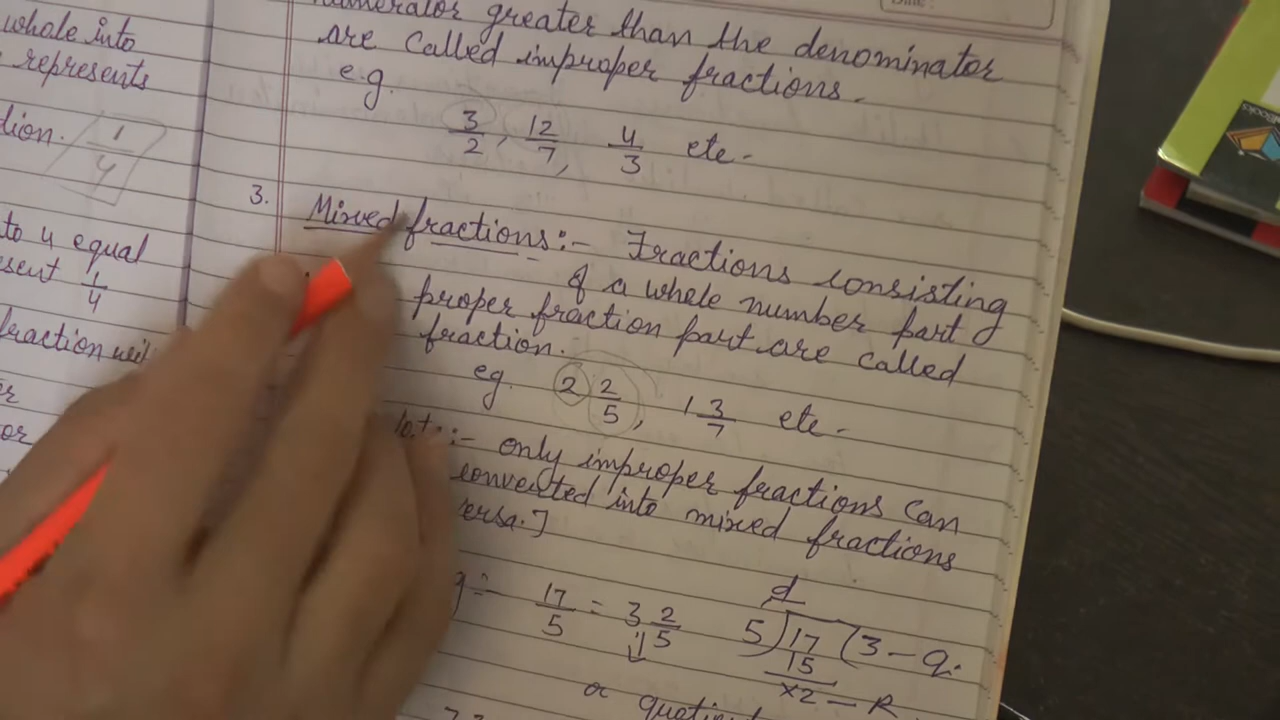 whole into
represents
tion. 1/4
to 4 equal
sent 1/4
fraction
numerator greater than the denominator
are called improper fractions.
e.g.
3/2, 12/7, 4/3 etc-
3. Mixed fractions:- Fractions consisting
of a whole number part &
proper fraction part are called
fraction.
eg. 2 2/5, 1 3/7 etc-
Note:- only improper fractions can
converted into mixed fractions
versa.]
17/5 = 3 2/5
d
5)17(3-Q.
15
×2-R
or quotient